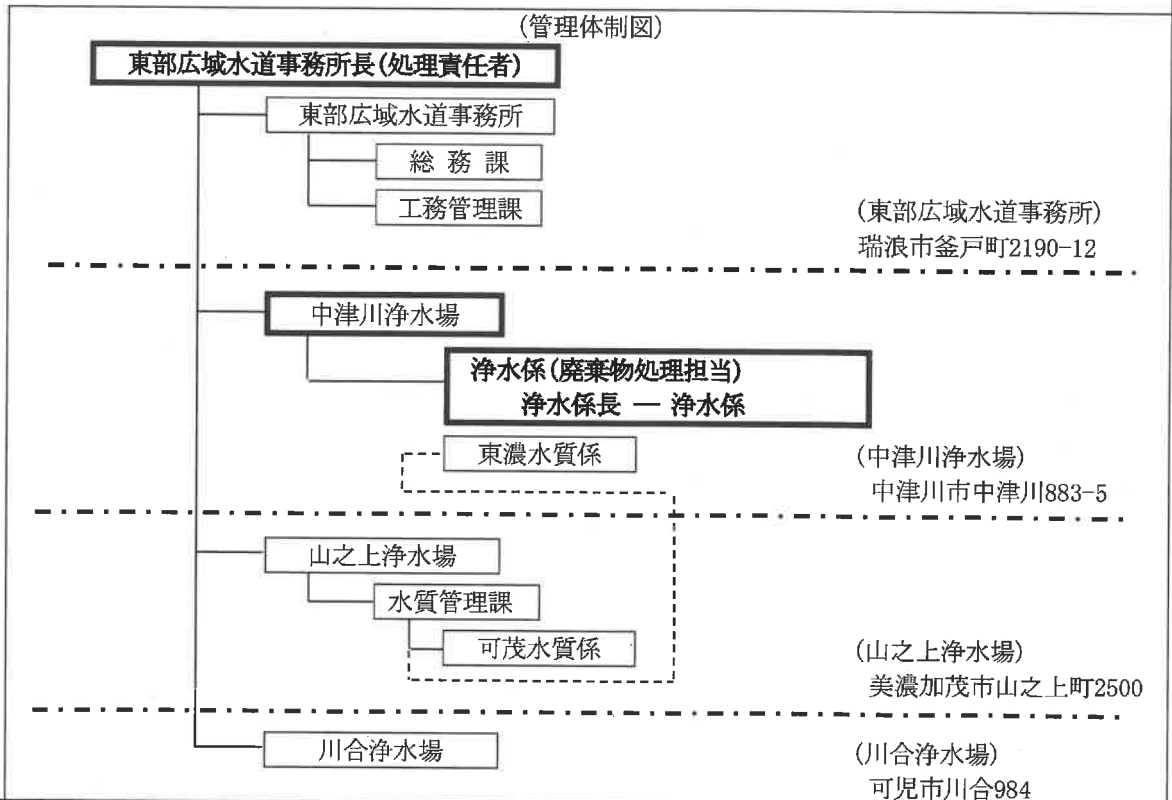 (管理体制図)
東部広域水道事務所長(処理責任者)
東部広域水道事務所
総 務 課
工務管理課
(東部広域水道事務所)
瑞浪市釜戸町2190-12
中津川浄水場
浄水係(廃棄物処理担当)
浄水係長 ― 浄水係
東濃水質係
(中津川浄水場)
中津川市中津川883-5
山之上浄水場
水質管理課
可茂水質係
(山之上浄水場)
美濃加茂市山之上町2500
川合浄水場
(川合浄水場)
可児市川合984